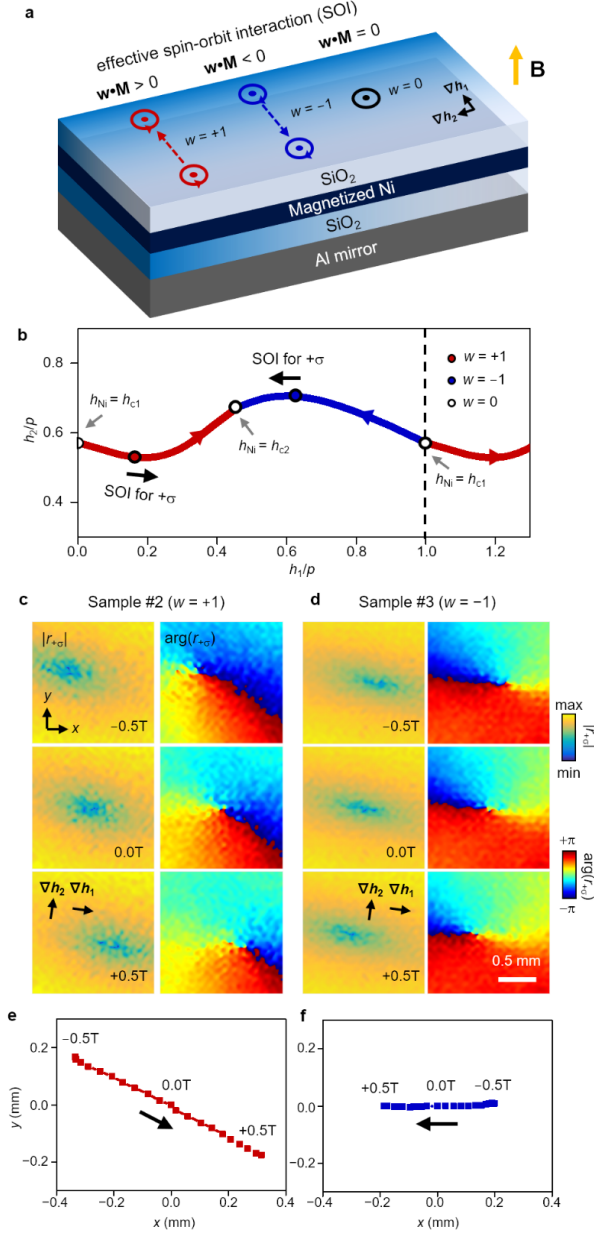 a
effective spin-orbit interaction (SOI)
w•M > 0
w•M < 0
w•M = 0
B
w = +1
w = −1
w = 0
∇h₁
∇h₂
SiO₂
Magnetized Ni
SiO₂
Al mirror
b
0.8
0.6
0.4
h₂/p
SOI for +σ
w = +1
w = −1
w = 0
h_Ni = h_c1
h_Ni = h_c2
h_Ni = h_c1
SOI for +σ
0.0 0.2 0.4 0.6 0.8 1.0 1.2
h₁/p
c Sample #2 (w = +1)
d Sample #3 (w = −1)
|r₊σ| arg(r₊σ)
y
x
−0.5T
−0.5T
max
|r₊σ|
min
0.0T
0.0T
+π
arg(r₊σ)
−π
∇h₂ ∇h₁
+0.5T
∇h₂ ∇h₁
+0.5T
0.5 mm
e
−0.5T
0.0T
+0.5T
0.2
0.0
−0.2
y (mm)
−0.4 −0.2 0.0 0.2 0.4
x (mm)
f
+0.5T 0.0T −0.5T
0.2
0.0
−0.2
−0.4 −0.2 0.0 0.2 0.4
x (mm)